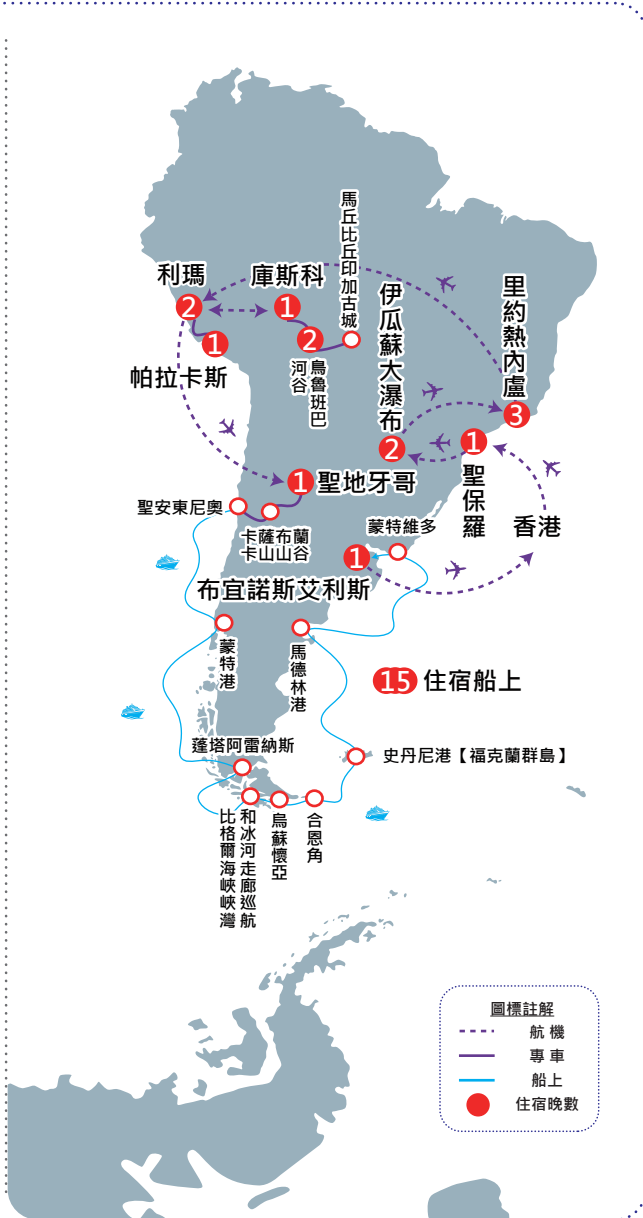 馬丘比丘印加古城
利瑪
2
庫斯科
1
伊瓜蘇大瀑布
2
里約熱內盧
3
1
帕拉卡斯
2
烏魯班巴
河谷
1
聖保羅
香港
1
聖地牙哥
聖安東尼奧
卡薩布蘭
卡山山谷
蒙特維多
1
布宜諾斯艾利斯
蒙特港
馬德林港
15 住宿船上
蓬塔阿雷納斯
史丹尼港【福克蘭群島】
比格爾海峽峽灣
和冰河走廊巡航
烏蘇懷亞
合恩角
圖標註解
航機
專車
船上
住宿晚數